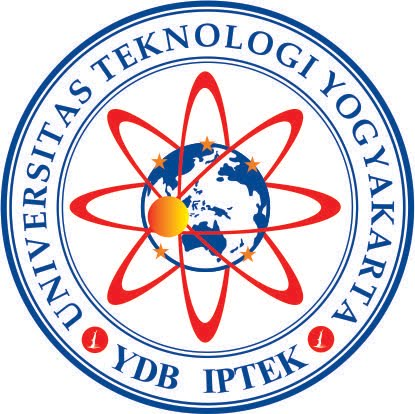 UNIVERSITAS TEKNOLOGI YOGYAKARTA
YDB IPTEK